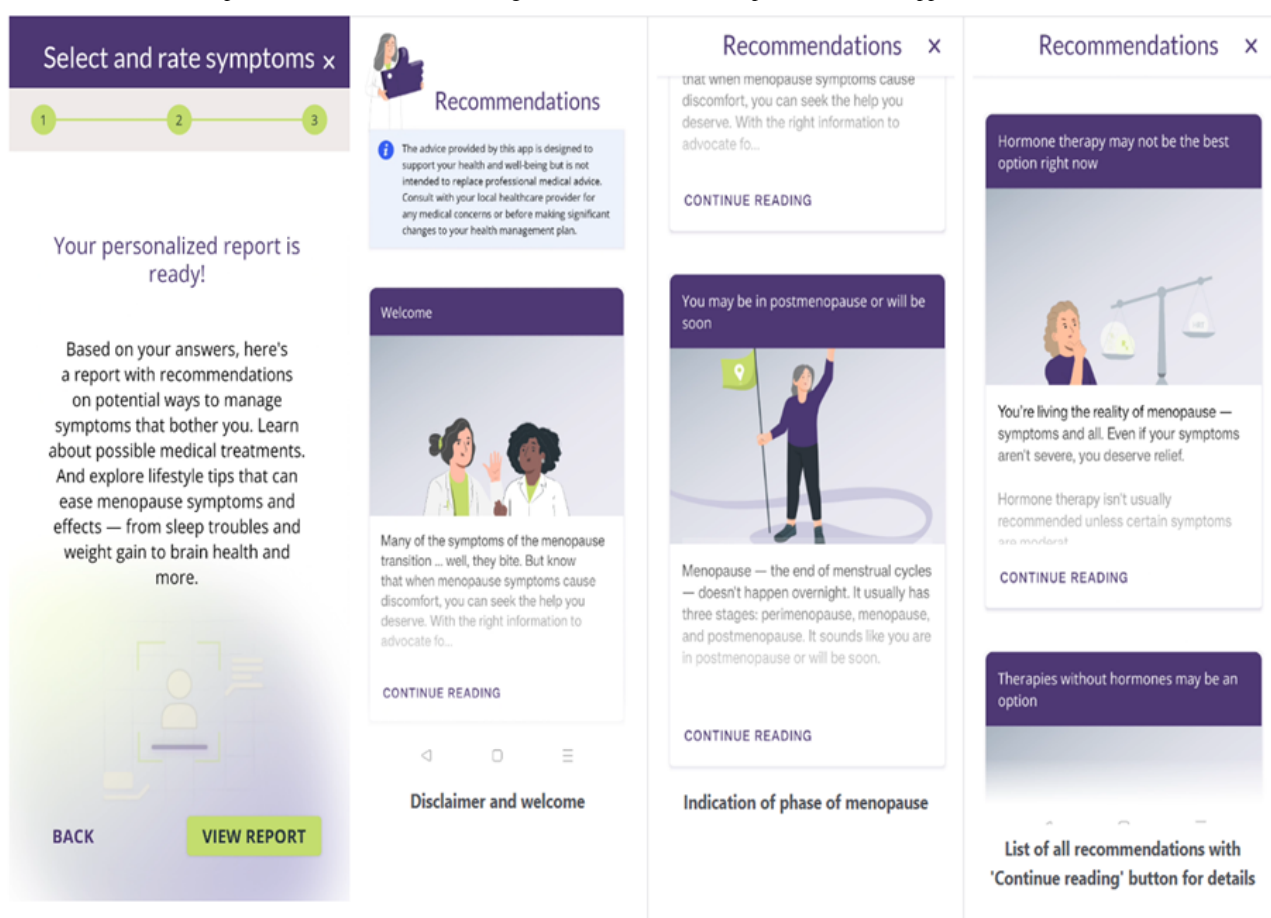 Select and rate symptoms ×
1 2 3
Your personalized report is
ready!
Based on your answers, here's
a report with recommendations
on potential ways to manage
symptoms that bother you. Learn
about possible medical treatments.
And explore lifestyle tips that can
ease menopause symptoms and
effects — from sleep troubles and
weight gain to brain health and
more.
BACK
VIEW REPORT
Recommendations
The advice provided by this app is designed to
support your health and well-being but is not
intended to replace professional medical advice.
Consult with your local healthcare provider for
any medical concerns or before making significant
changes to your health management plan.
Welcome
Many of the symptoms of the menopause
transition ... well, they bite. But know
that when menopause symptoms cause
discomfort, you can seek the help you
deserve. With the right information to
advocate fo...
CONTINUE READING
Disclaimer and welcome
Recommendations ×
that when menopause symptoms cause
discomfort, you can seek the help you
deserve. With the right information to
advocate fo...
CONTINUE READING
You may be in postmenopause or will be
soon
Menopause — the end of menstrual cycles
— doesn't happen overnight. It usually has
three stages: perimenopause, menopause,
and postmenopause. It sounds like you are
in postmenopause or will be soon.
CONTINUE READING
Indication of phase of menopause
Recommendations ×
Hormone therapy may not be the best
option right now
You're living the reality of menopause —
symptoms and all. Even if your symptoms
aren't severe, you deserve relief.
Hormone therapy isn't usually
recommended unless certain symptoms
are moderat
CONTINUE READING
Therapies without hormones may be an
option
List of all recommendations with
'Continue reading' button for details